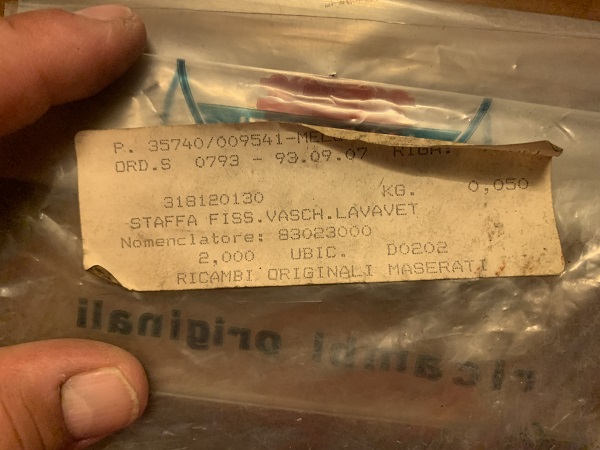 P. 35740/009541-
ORD.S 0793 - 93.09.07 RIGA:
318120130 KG. 0,050
STAFFA FISS.VASCH.LAVAVET
Nomenclatore: 83023000
2,000 UBIC. D0202
RICAMBI ORIGINALI MASERATI
ricambi originali